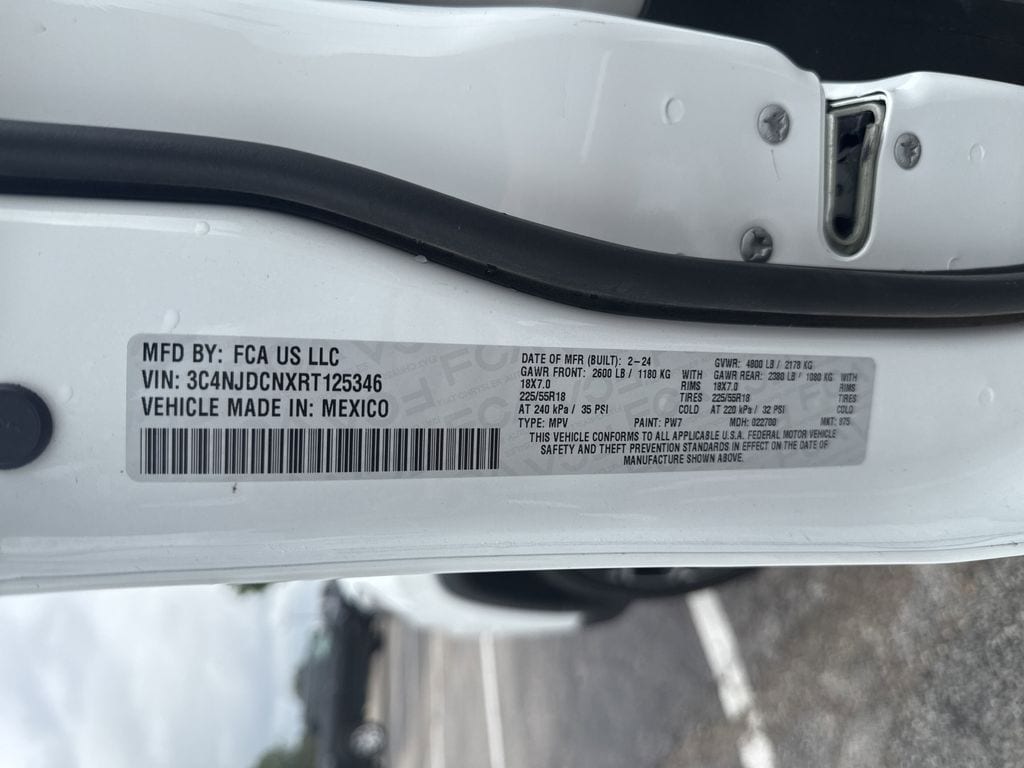 MFD BY: FCA US LLC
VIN: 3C4NJDCNXRT125346
VEHICLE MADE IN: MEXICO
DATE OF MFR (BUILT): 2-24 GVWR: 4800 LB / 2178 KG
GAWR FRONT: 2600 LB / 1180 KG WITH GAWR REAR: 2380 LB / 1080 KG WITH
18X7.0 RIMS 18X7.0 RIMS
225/55R18 TIRES 225/55R18 TIRES
AT 240 kPa / 35 PSI COLD AT 220 kPa / 32 PSI COLD
TYPE: MPV PAINT: PW7 MDH: 022700 MKT: 875
THIS VEHICLE CONFORMS TO ALL APPLICABLE U.S.A. FEDERAL MOTOR VEHICLE
SAFETY AND THEFT PREVENTION STANDARDS IN EFFECT ON THE DATE OF
MANUFACTURE SHOWN ABOVE.